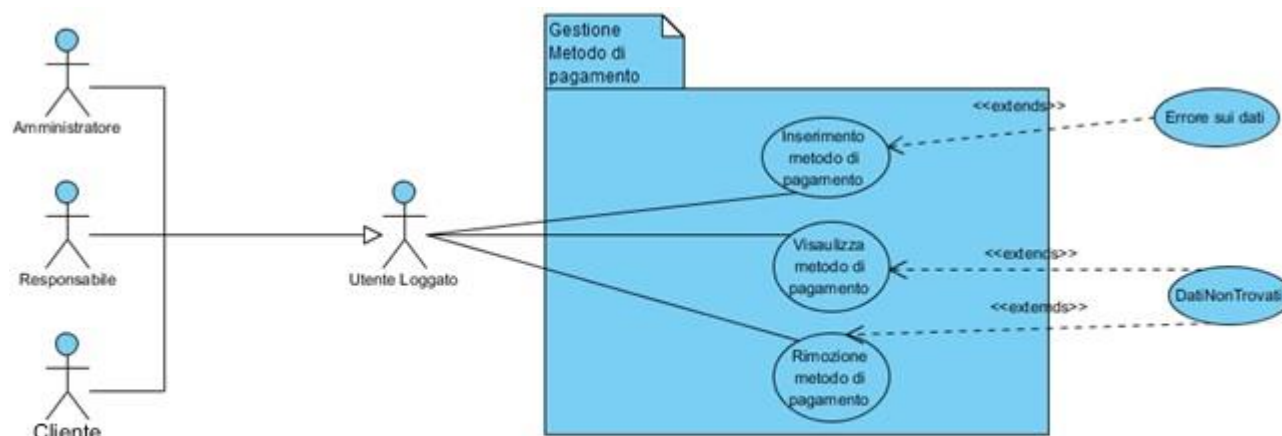 Gestione
Metodo di
pagamento
Amministratore
Responsabile
Cliente
Utente Loggato
Inserimento
metodo di
pagamento
Visaulizza
metodo di
pagamento
Rimozione
metodo di
pagamento
<<extends>>
Errore sui dati
<<extends>>
<<extemds>>
DatiNonTrovati